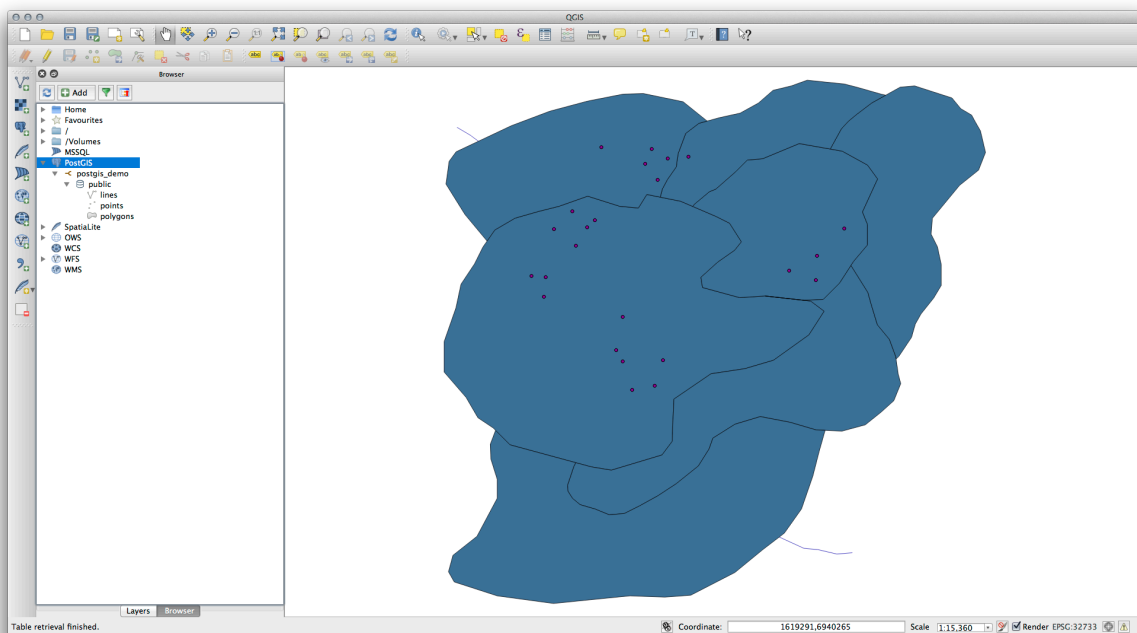 QGIS
Browser
Add
Home
Favourites
/
/Volumes
MSSQL
PostGIS
postgis_demo
public
lines
points
polygons
SpatiaLite
OWS
WCS
WFS
WMS
Layers Browser
Table retrieval finished.
Coordinate: 1619291,6940265 Scale 1:15,360 Render EPSG:32733